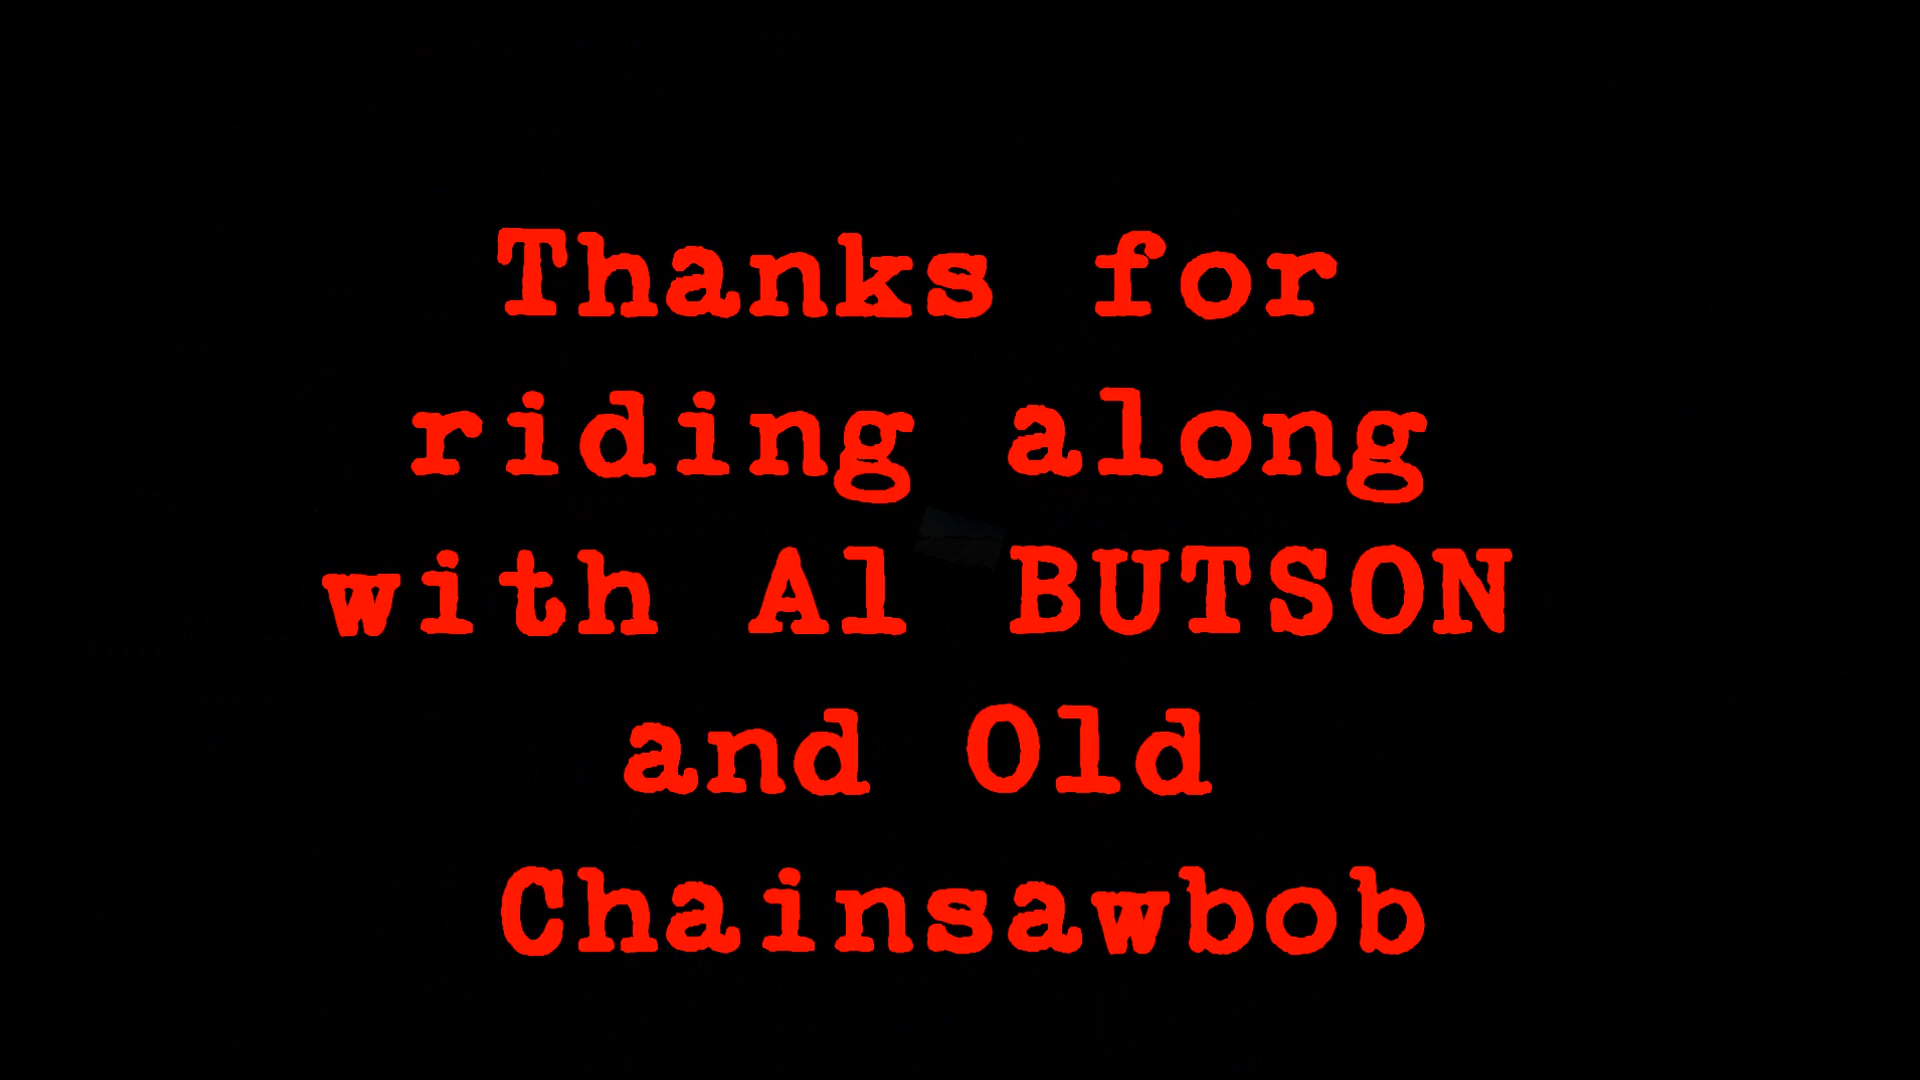 Thanks for
riding along
with Al BUTSON
and Old
Chainsawbob